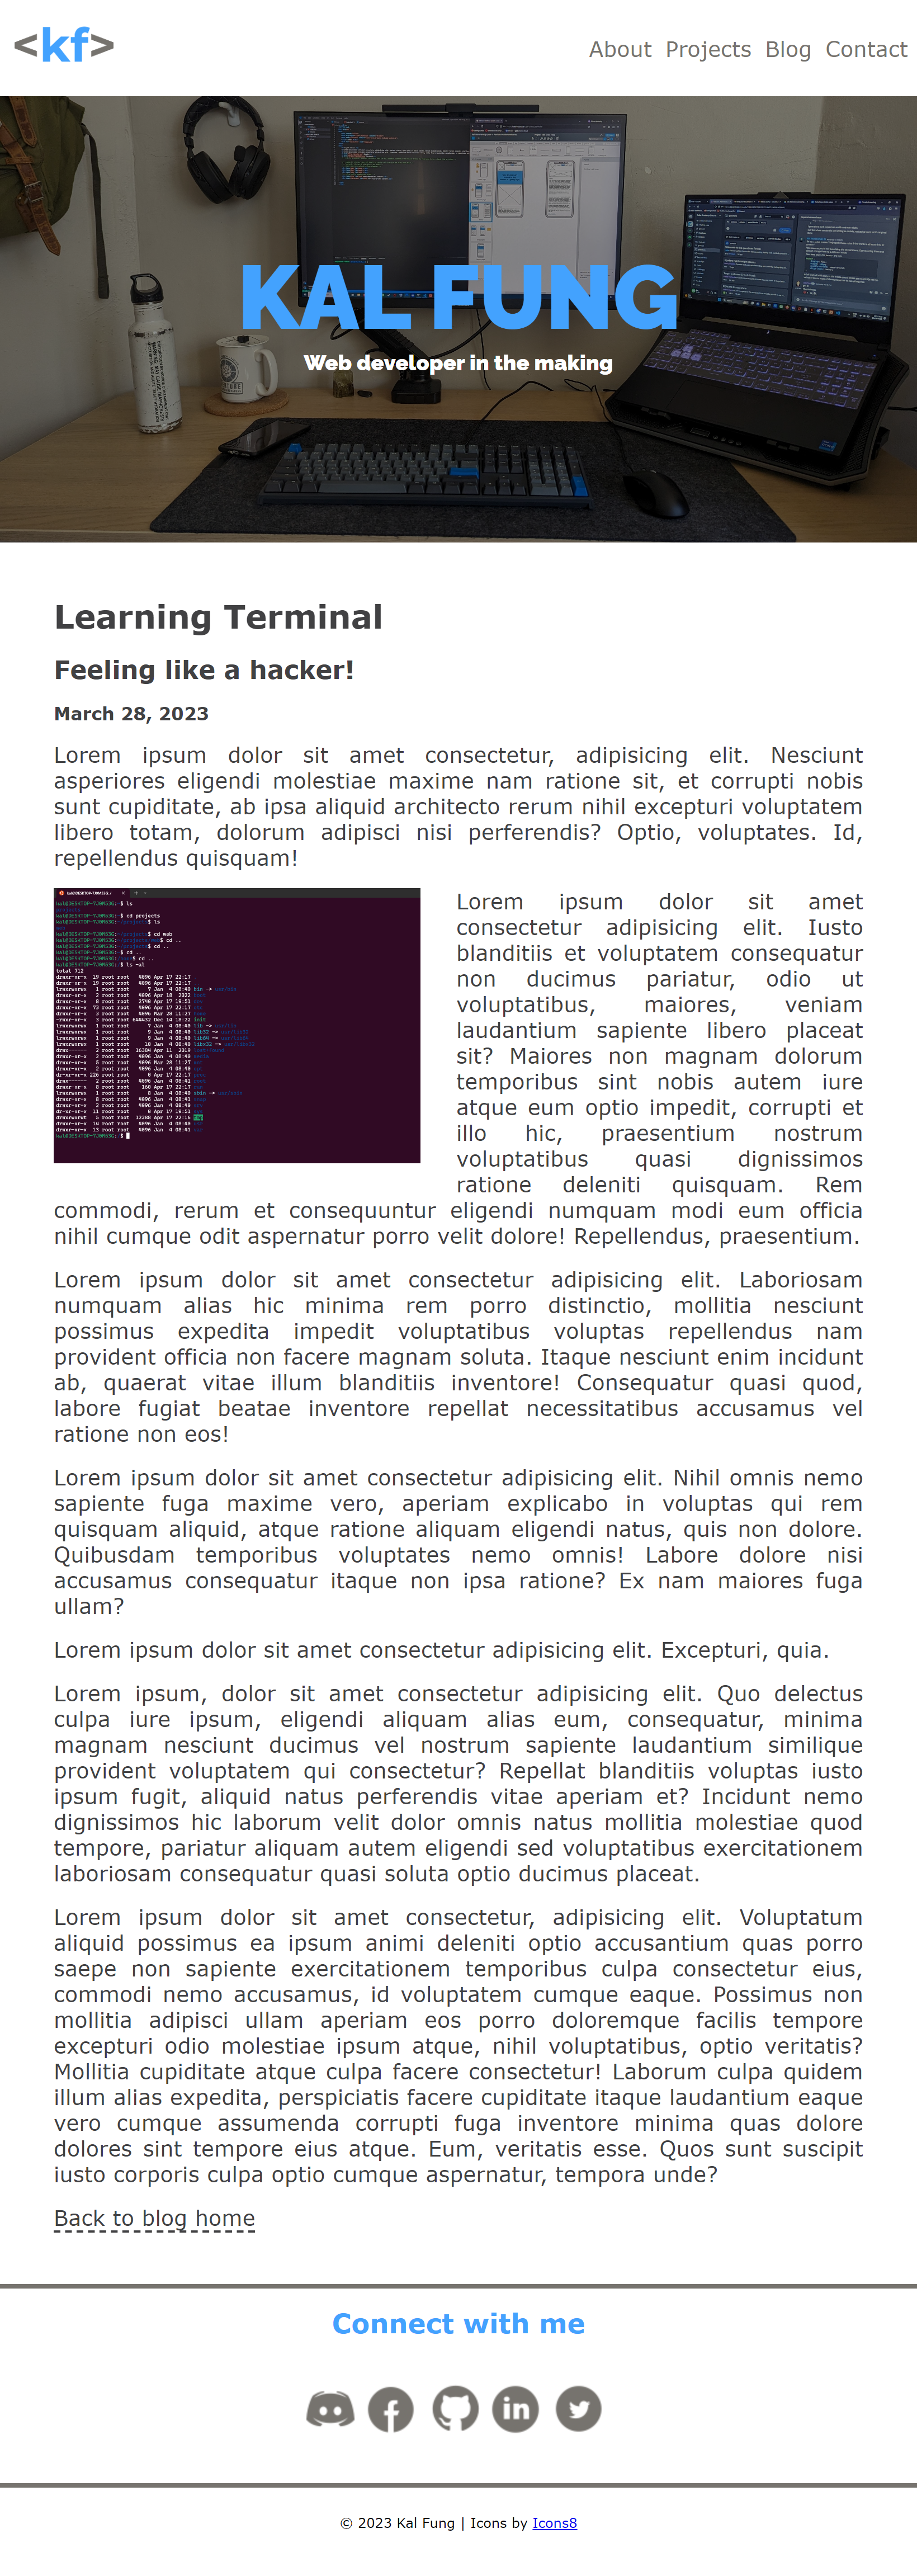 <kf>
About Projects Blog Contact
KAL FUNG
Web developer in the making
Learning Terminal
Feeling like a hacker!
March 28, 2023
Lorem ipsum dolor sit amet consectetur, adipisicing elit. Nesciunt
asperiores eligendi molestiae maxime nam ratione sit, et corrupti nobis
sunt cupiditate, ab ipsa aliquid architecto rerum nihil excepturi voluptatem
libero totam, dolorum adipisci nisi perferendis? Optio, voluptates. Id,
repellendus quisquam!
Lorem ipsum dolor sit amet
consectetur adipisicing elit. Iusto
blanditiis et voluptatem consequatur
non ducimus pariatur, odio ut
voluptatibus, maiores, veniam
laudantium sapiente libero placeat
sit? Maiores non magnam dolorum
temporibus sint nobis autem iure
atque eum optio impedit, corrupti et
illo hic, praesentium nostrum
voluptatibus quasi dignissimos
ratione deleniti quisquam. Rem
commodi, rerum et consequuntur eligendi numquam modi eum officia
nihil cumque odit aspernatur porro velit dolore! Repellendus, praesentium.
Lorem ipsum dolor sit amet consectetur adipisicing elit. Laboriosam
numquam alias hic minima rem porro distinctio, mollitia nesciunt
possimus expedita impedit voluptatibus voluptas repellendus nam
provident officia non facere magnam soluta. Itaque nesciunt enim incidunt
ab, quaerat vitae illum blanditiis inventore! Consequatur quasi quod,
labore fugiat beatae inventore repellat necessitatibus accusamus vel
ratione non eos!
Lorem ipsum dolor sit amet consectetur adipisicing elit. Nihil omnis nemo
sapiente fuga maxime vero, aperiam explicabo in voluptas qui rem
quisquam aliquid, atque ratione aliquam eligendi natus, quis non dolore.
Quibusdam temporibus voluptates nemo omnis! Labore dolore nisi
accusamus consequatur itaque non ipsa ratione? Ex nam maiores fuga
ullam?
Lorem ipsum dolor sit amet consectetur adipisicing elit. Excepturi, quia.
Lorem ipsum, dolor sit amet consectetur adipisicing elit. Quo delectus
culpa iure ipsum, eligendi aliquam alias eum, consequatur, minima
magnam nesciunt ducimus vel nostrum sapiente laudantium similique
provident voluptatem qui consectetur? Repellat blanditiis voluptas iusto
ipsum fugit, aliquid natus perferendis vitae aperiam et? Incidunt nemo
dignissimos hic laborum velit dolor omnis natus mollitia molestiae quod
tempore, pariatur aliquam autem eligendi sed voluptatibus exercitationem
laboriosam consequatur quasi soluta optio ducimus placeat.
Lorem ipsum dolor sit amet consectetur, adipisicing elit. Voluptatum
aliquid possimus ea ipsum animi deleniti optio accusantium quas porro
saepe non sapiente exercitationem temporibus culpa consectetur eius,
commodi nemo accusamus, id voluptatem cumque eaque. Possimus non
mollitia adipisci ullam aperiam eos porro doloremque facilis tempore
excepturi odio molestiae ipsum atque, nihil voluptatibus, optio veritatis?
Mollitia cupiditate atque culpa facere consectetur! Laborum culpa quidem
illum alias expedita, perspiciatis facere cupiditate itaque laudantium eaque
vero cumque assumenda corrupti fuga inventore minima quas dolore
dolores sint tempore eius atque. Eum, veritatis esse. Quos sunt suscipit
iusto corporis culpa optio cumque aspernatur, tempora unde?
Back to blog home
Connect with me
© 2023 Kal Fung | Icons by Icons8